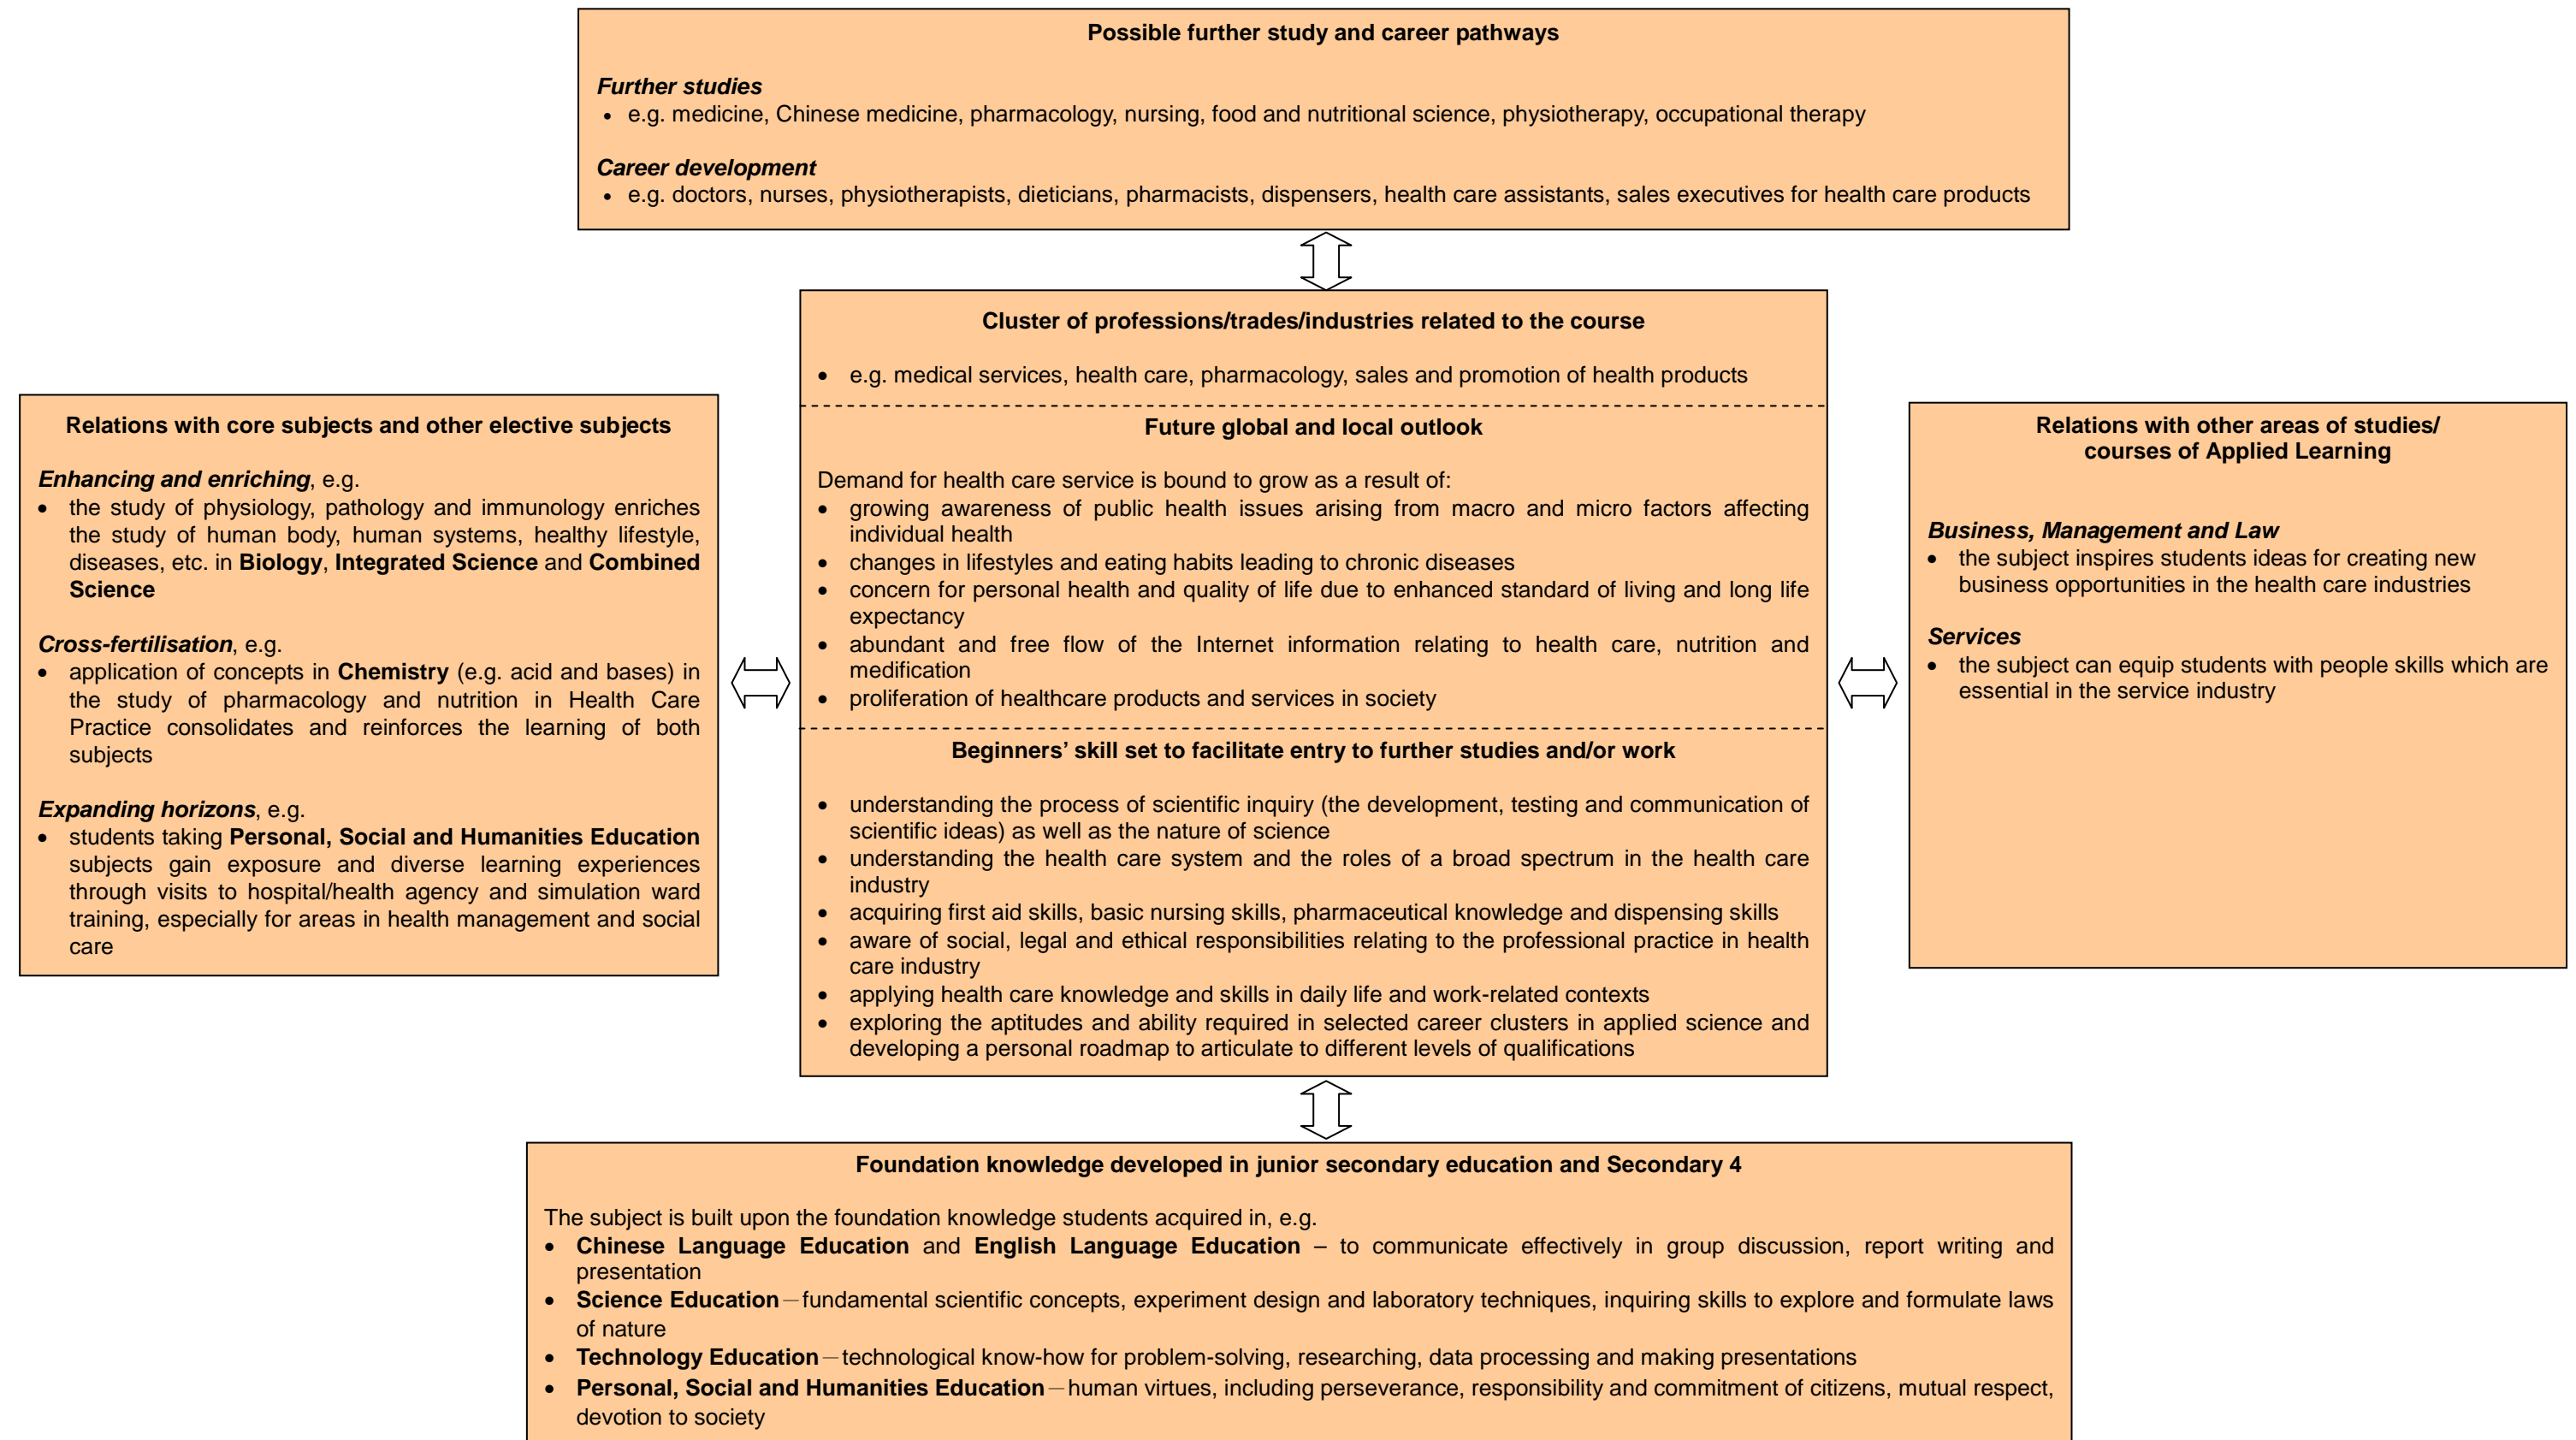 Possible further study and career pathways
Further studies
• e.g. medicine, Chinese medicine, pharmacology, nursing, food and nutritional science, physiotherapy, occupational therapy
Career development
• e.g. doctors, nurses, physiotherapists, dieticians, pharmacists, dispensers, health care assistants, sales executives for health care products
Relations with core subjects and other elective subjects
Enhancing and enriching, e.g.
• the study of physiology, pathology and immunology enriches
the study of human body, human systems, healthy lifestyle,
diseases, etc. in Biology, Integrated Science and Combined
Science
Cross-fertilisation, e.g.
• application of concepts in Chemistry (e.g. acid and bases) in
the study of pharmacology and nutrition in Health Care
Practice consolidates and reinforces the learning of both
subjects
Expanding horizons, e.g.
• students taking Personal, Social and Humanities Education
subjects gain exposure and diverse learning experiences
through visits to hospital/health agency and simulation ward
training, especially for areas in health management and social
care
Cluster of professions/trades/industries related to the course
• e.g. medical services, health care, pharmacology, sales and promotion of health products
Future global and local outlook
Demand for health care service is bound to grow as a result of:
• growing awareness of public health issues arising from macro and micro factors affecting
individual health
• changes in lifestyles and eating habits leading to chronic diseases
• concern for personal health and quality of life due to enhanced standard of living and long life
expectancy
• abundant and free flow of the Internet information relating to health care, nutrition and
medification
• proliferation of healthcare products and services in society
Beginners’ skill set to facilitate entry to further studies and/or work
• understanding the process of scientific inquiry (the development, testing and communication of
scientific ideas) as well as the nature of science
• understanding the health care system and the roles of a broad spectrum in the health care
industry
• acquiring first aid skills, basic nursing skills, pharmaceutical knowledge and dispensing skills
• aware of social, legal and ethical responsibilities relating to the professional practice in health
care industry
• applying health care knowledge and skills in daily life and work-related contexts
• exploring the aptitudes and ability required in selected career clusters in applied science and
developing a personal roadmap to articulate to different levels of qualifications
Relations with other areas of studies/
courses of Applied Learning
Business, Management and Law
• the subject inspires students ideas for creating new
business opportunities in the health care industries
Services
• the subject can equip students with people skills which are
essential in the service industry
Foundation knowledge developed in junior secondary education and Secondary 4
The subject is built upon the foundation knowledge students acquired in, e.g.
• Chinese Language Education and English Language Education – to communicate effectively in group discussion, report writing and
presentation
• Science Education — fundamental scientific concepts, experiment design and laboratory techniques, inquiring skills to explore and formulate laws
of nature
• Technology Education — technological know-how for problem-solving, researching, data processing and making presentations
• Personal, Social and Humanities Education — human virtues, including perseverance, responsibility and commitment of citizens, mutual respect,
devotion to society